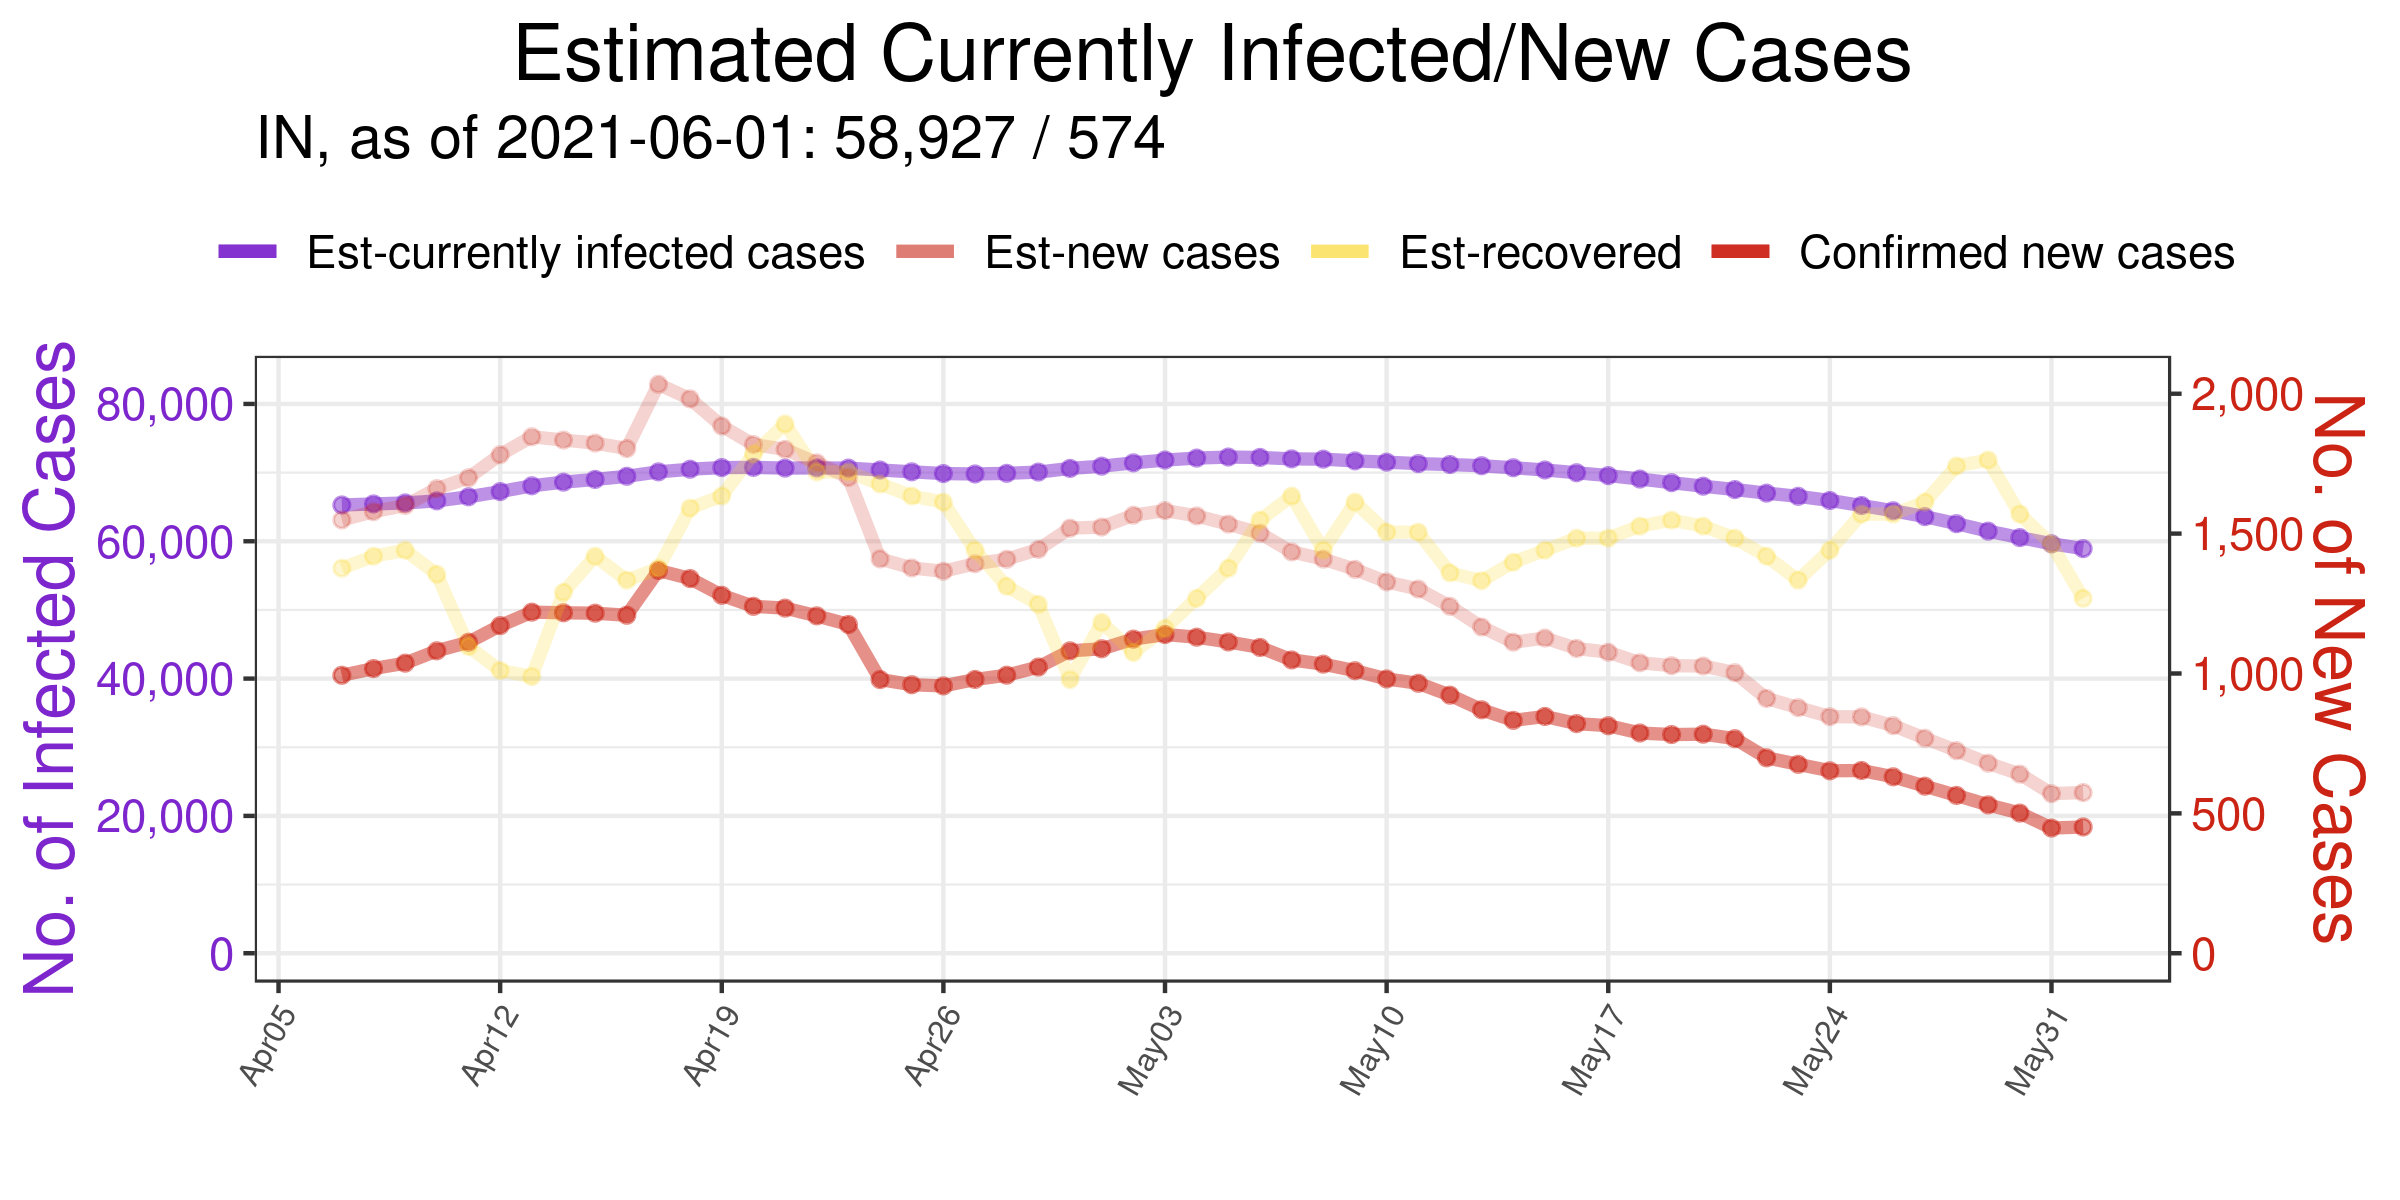 Estimated Currently Infected/New Cases
IN, as of 2021-06-01: 58,927 / 574
Est-currently infected cases Est-new cases Est-recovered Confirmed new cases
No. of Infected Cases
80,000
60,000
40,000
20,000
0
2,000
1,500
1,000
500
0
No. of New Cases
Apr05 Apr12 Apr19 Apr26 May03 May10 May17 May24 May31